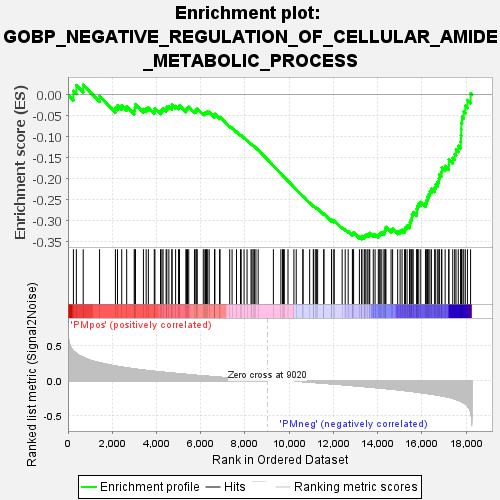 Enrichment plot:
GOBP_NEGATIVE_REGULATION_OF_CELLULAR_AMIDE
_METABOLIC_PROCESS
Enrichment score (ES)
0.00
-0.05
-0.10
-0.15
-0.20
-0.25
-0.30
-0.35
'PMpos' (positively correlated)
Ranked list metric (Signal2Noise)
0.5
0.0
-0.5
Zero cross at 9020
'PMneg' (negatively correlated)
0
2,000
4,000
6,000
8,000
10,000
12,000
14,000
16,000
18,000
Rank in Ordered Dataset
Enrichment profile
Hits
Ranking metric scores